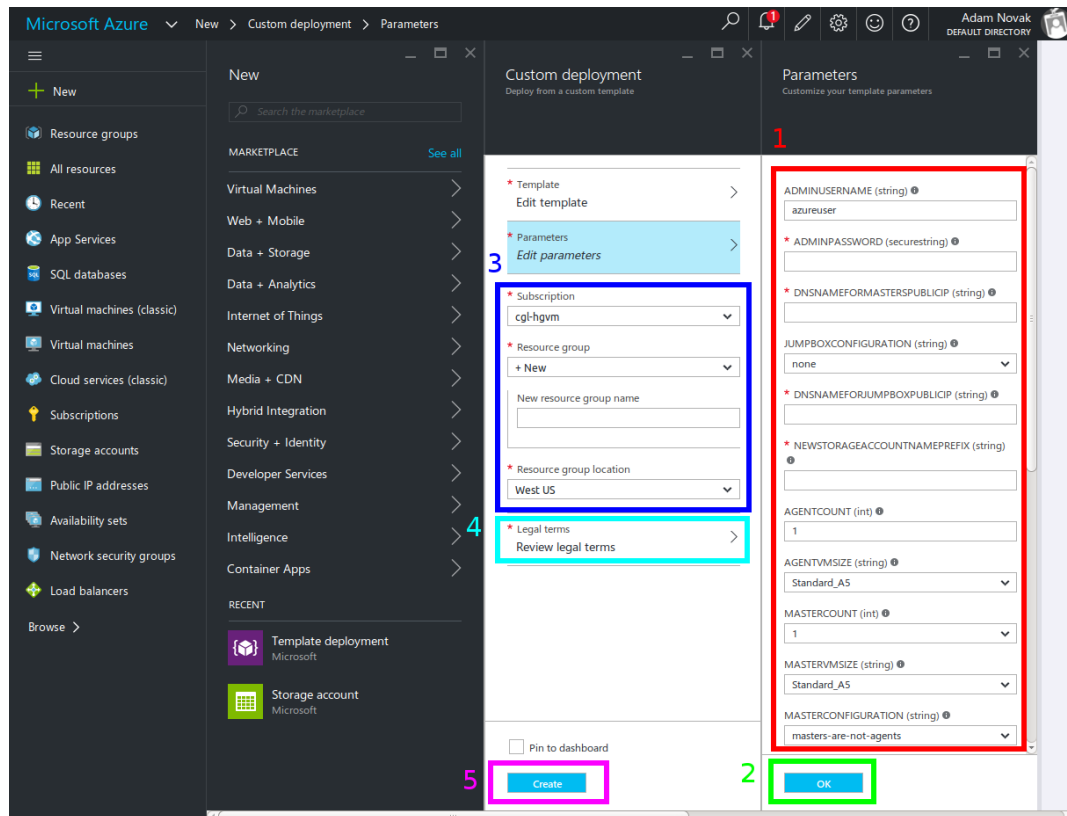 Microsoft Azure New > Custom deployment > Parameters
1
Adam Novak
DEFAULT DIRECTORY
New
Resource groups
All resources
Recent
App Services
SQL databases
Virtual machines (classic)
Virtual machines
Cloud services (classic)
Subscriptions
Storage accounts
Public IP addresses
Availability sets
Network security groups
Load balancers
Browse >
New
Search the marketplace
MARKETPLACE See all
Virtual Machines
Web + Mobile
Data + Storage
Data + Analytics
Internet of Things
Networking
Media + CDN
Hybrid Integration
Security + Identity
Developer Services
Management
Intelligence
Container Apps
RECENT
Template deployment
Microsoft
Storage account
Microsoft
Custom deployment
Deploy from a custom template
* Template
Edit template
* Parameters
Edit parameters
3
* Subscription
cgl-hgvm
* Resource group
+ New
New resource group name
* Resource group location
West US
4
* Legal terms
Review legal terms
Pin to dashboard
5
Create
Parameters
Customize your template parameters
1
ADMINUSERNAME (string)
azureuser
* ADMINPASSWORD (securestring)
* DNSNAMEFORMASTERSPUBLICIP (string)
JUMPBOXCONFIGURATION (string)
none
* DNSNAMEFORJUMPBOXPUBLICIP (string)
* NEWSTORAGEACCOUNTNAMEPREFIX (string)
AGENTCOUNT (int)
1
AGENTVMSIZE (string)
Standard_A5
MASTERCOUNT (int)
1
MASTERVMSIZE (string)
Standard_A5
MASTERCONFIGURATION (string)
masters-are-not-agents
2
OK